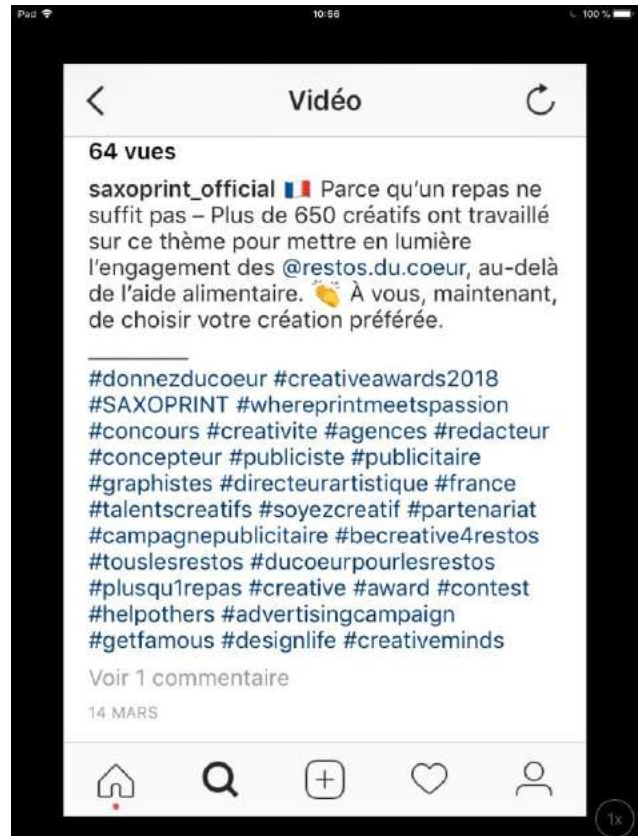 Pad 10:56 100 %
Vidéo
64 vues
saxoprint_official 🇫🇷 Parce qu'un repas ne
suffit pas – Plus de 650 créatifs ont travaillé
sur ce thème pour mettre en lumière
l'engagement des @restos.du.coeur, au-delà
de l'aide alimentaire. 👏 À vous, maintenant,
de choisir votre création préférée.
__________
#donnezducoeur #creativeawards2018
#SAXOPRINT #whereprintmeetspassion
#concours #creativite #agences #redacteur
#concepteur #publiciste #publicitaire
#graphistes #directeurartistique #france
#talentscreatifs #soyezcreatif #partenariat
#campagnepublicitaire #becreative4restos
#touslesrestos #ducoeurpourlesrestos
#plusqu1repas #creative #award #contest
#helpothers #advertisingcampaign
#getfamous #designlife #creativeminds
Voir 1 commentaire
14 MARS
1x